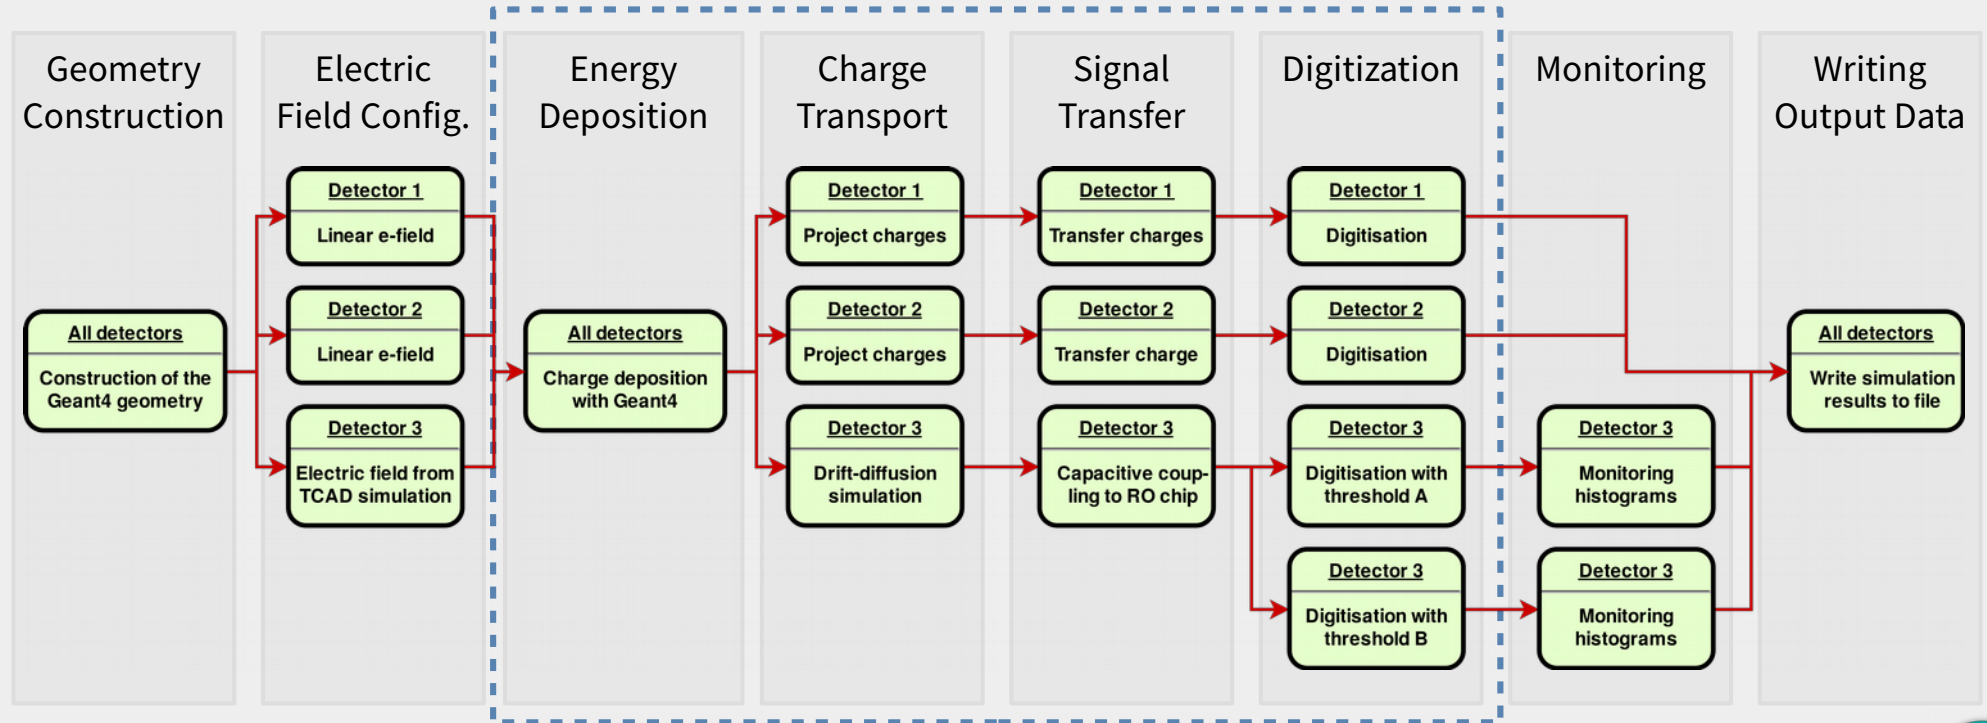 Geometry
Construction
Electric
Field Config.
Energy
Deposition
Charge
Transport
Signal
Transfer
Digitization
Monitoring
Writing
Output Data
All detectors
Construction of the
Geant4 geometry
Detector 1
Linear e-field
Detector 2
Linear e-field
Detector 3
Electric field from
TCAD simulation
All detectors
Charge deposition
with Geant4
Detector 1
Project charges
Detector 2
Project charges
Detector 3
Drift-diffusion
simulation
Detector 1
Transfer charges
Detector 2
Transfer charge
Detector 3
Capacitive coup-
ling to RO chip
Detector 1
Digitisation
Detector 2
Digitisation
Detector 3
Digitisation with
threshold A
Detector 3
Digitisation with
threshold B
Detector 3
Monitoring
histograms
Detector 3
Monitoring
histograms
All detectors
Write simulation
results to file